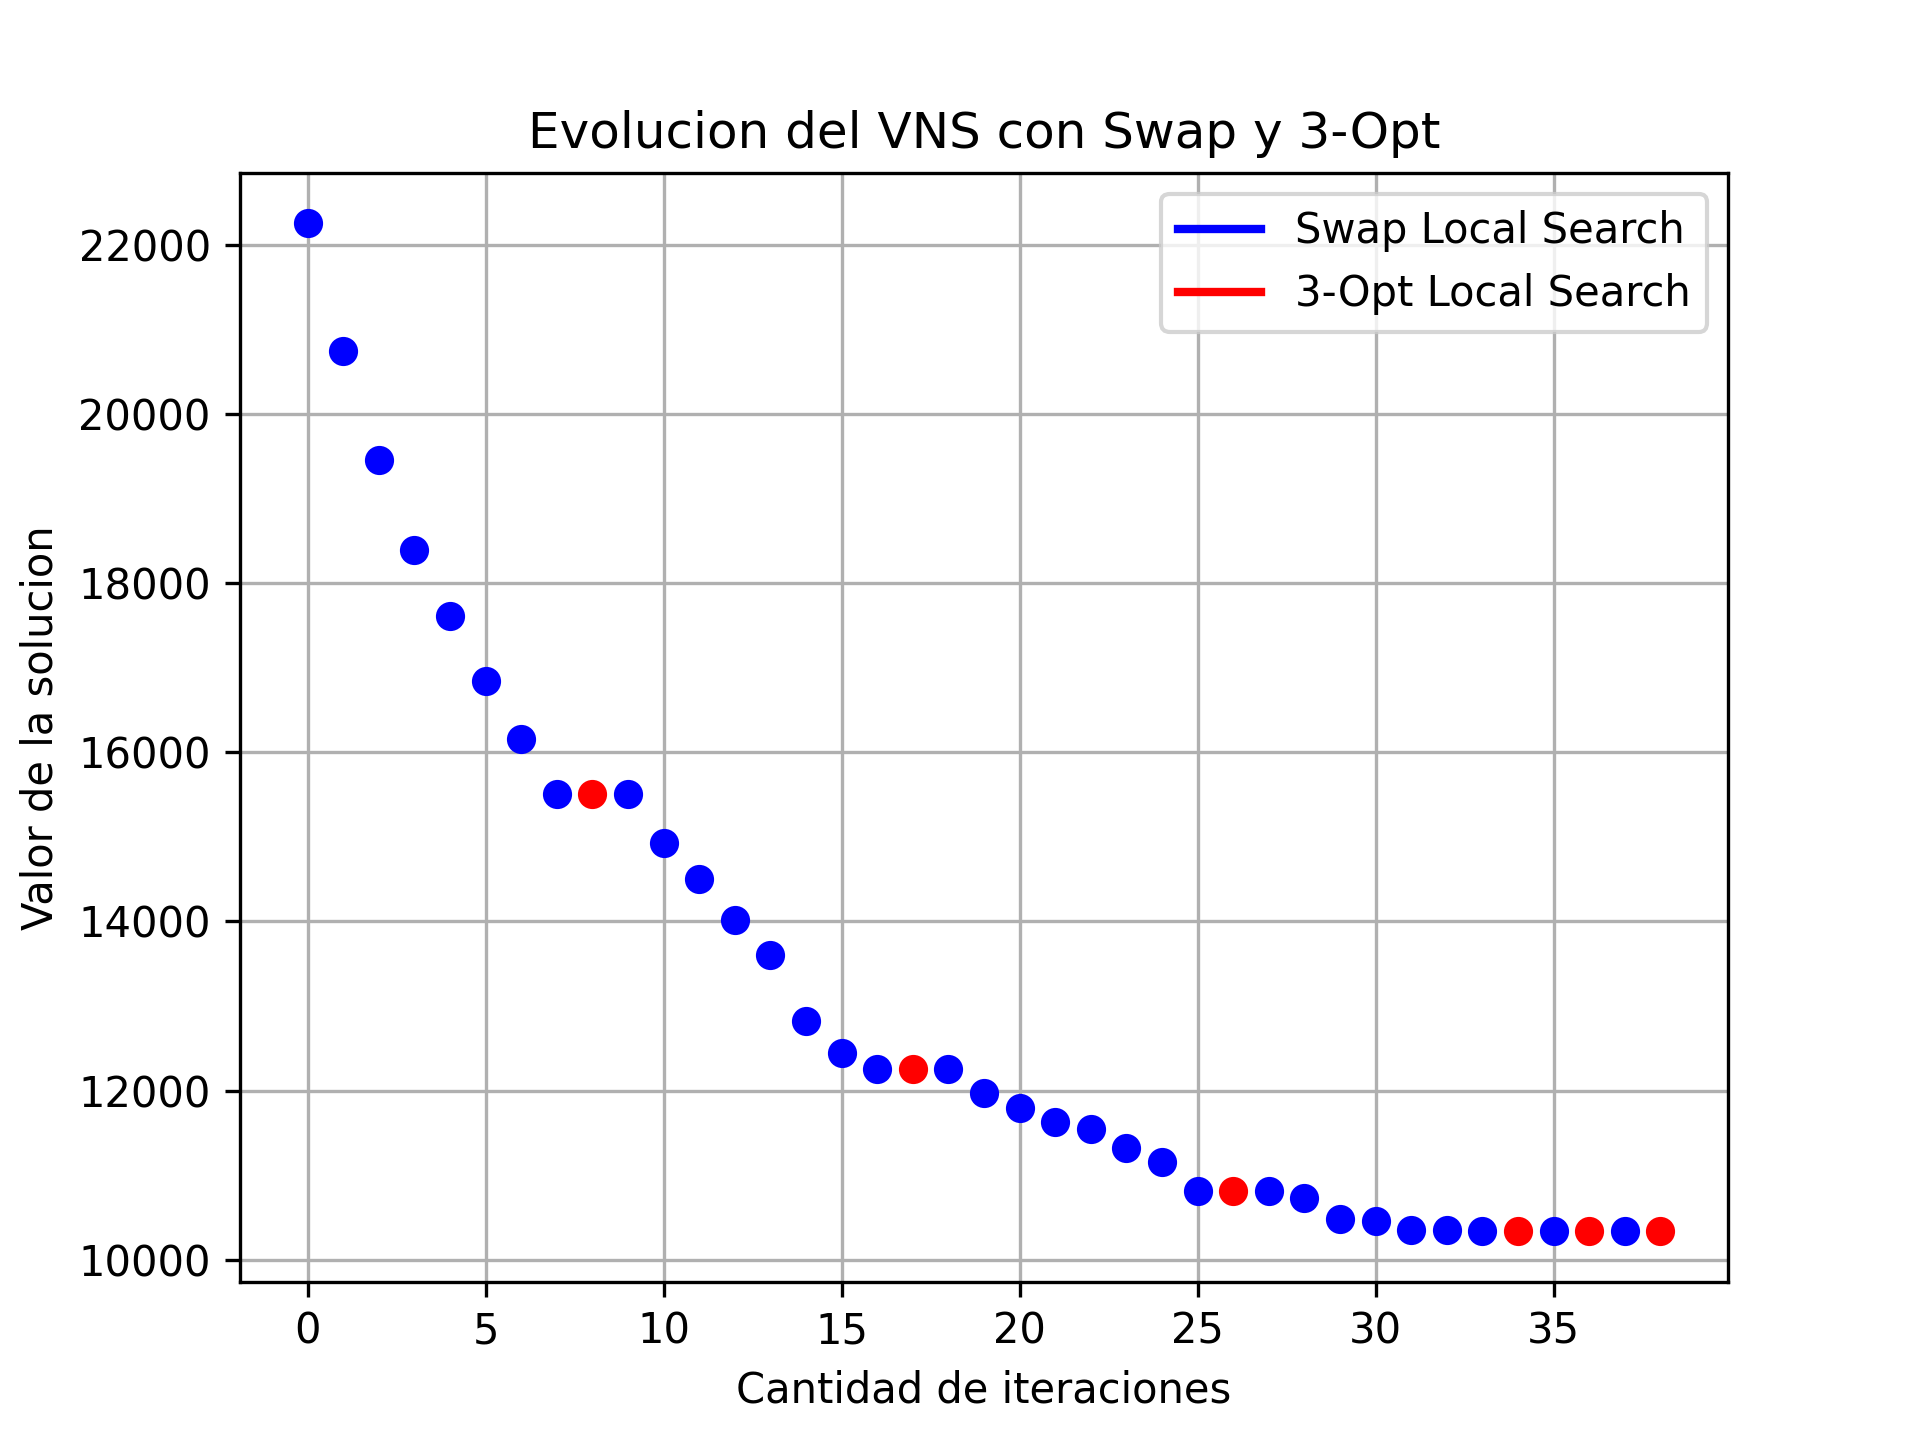 Evolucion del VNS con Swap y 3-Opt
Swap Local Search
3-Opt Local Search
Valor de la solucion
22000
20000
18000
16000
14000
12000
10000
0 5 10 15 20 25 30 35
Cantidad de iteraciones